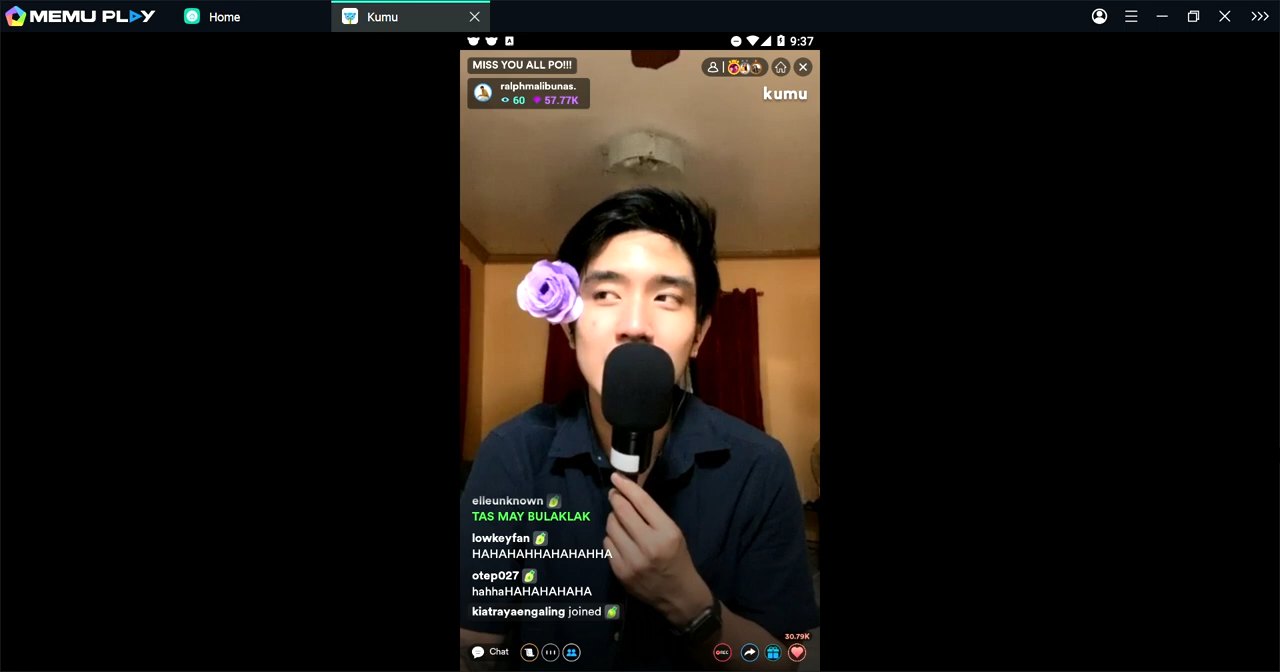 MEMU PLAY
Home
Kumu
9:37
MISS YOU ALL PO!!!
ralphmalibunas.
60 57.77K
kumu
elieunknown
TAS MAY BULAKLAK
lowkeyfan
HAHAHAHHAHAHAHHA
otep027
hahhaHAHAHAHAHA
kiatrayaengaling joined
30.79K
Chat